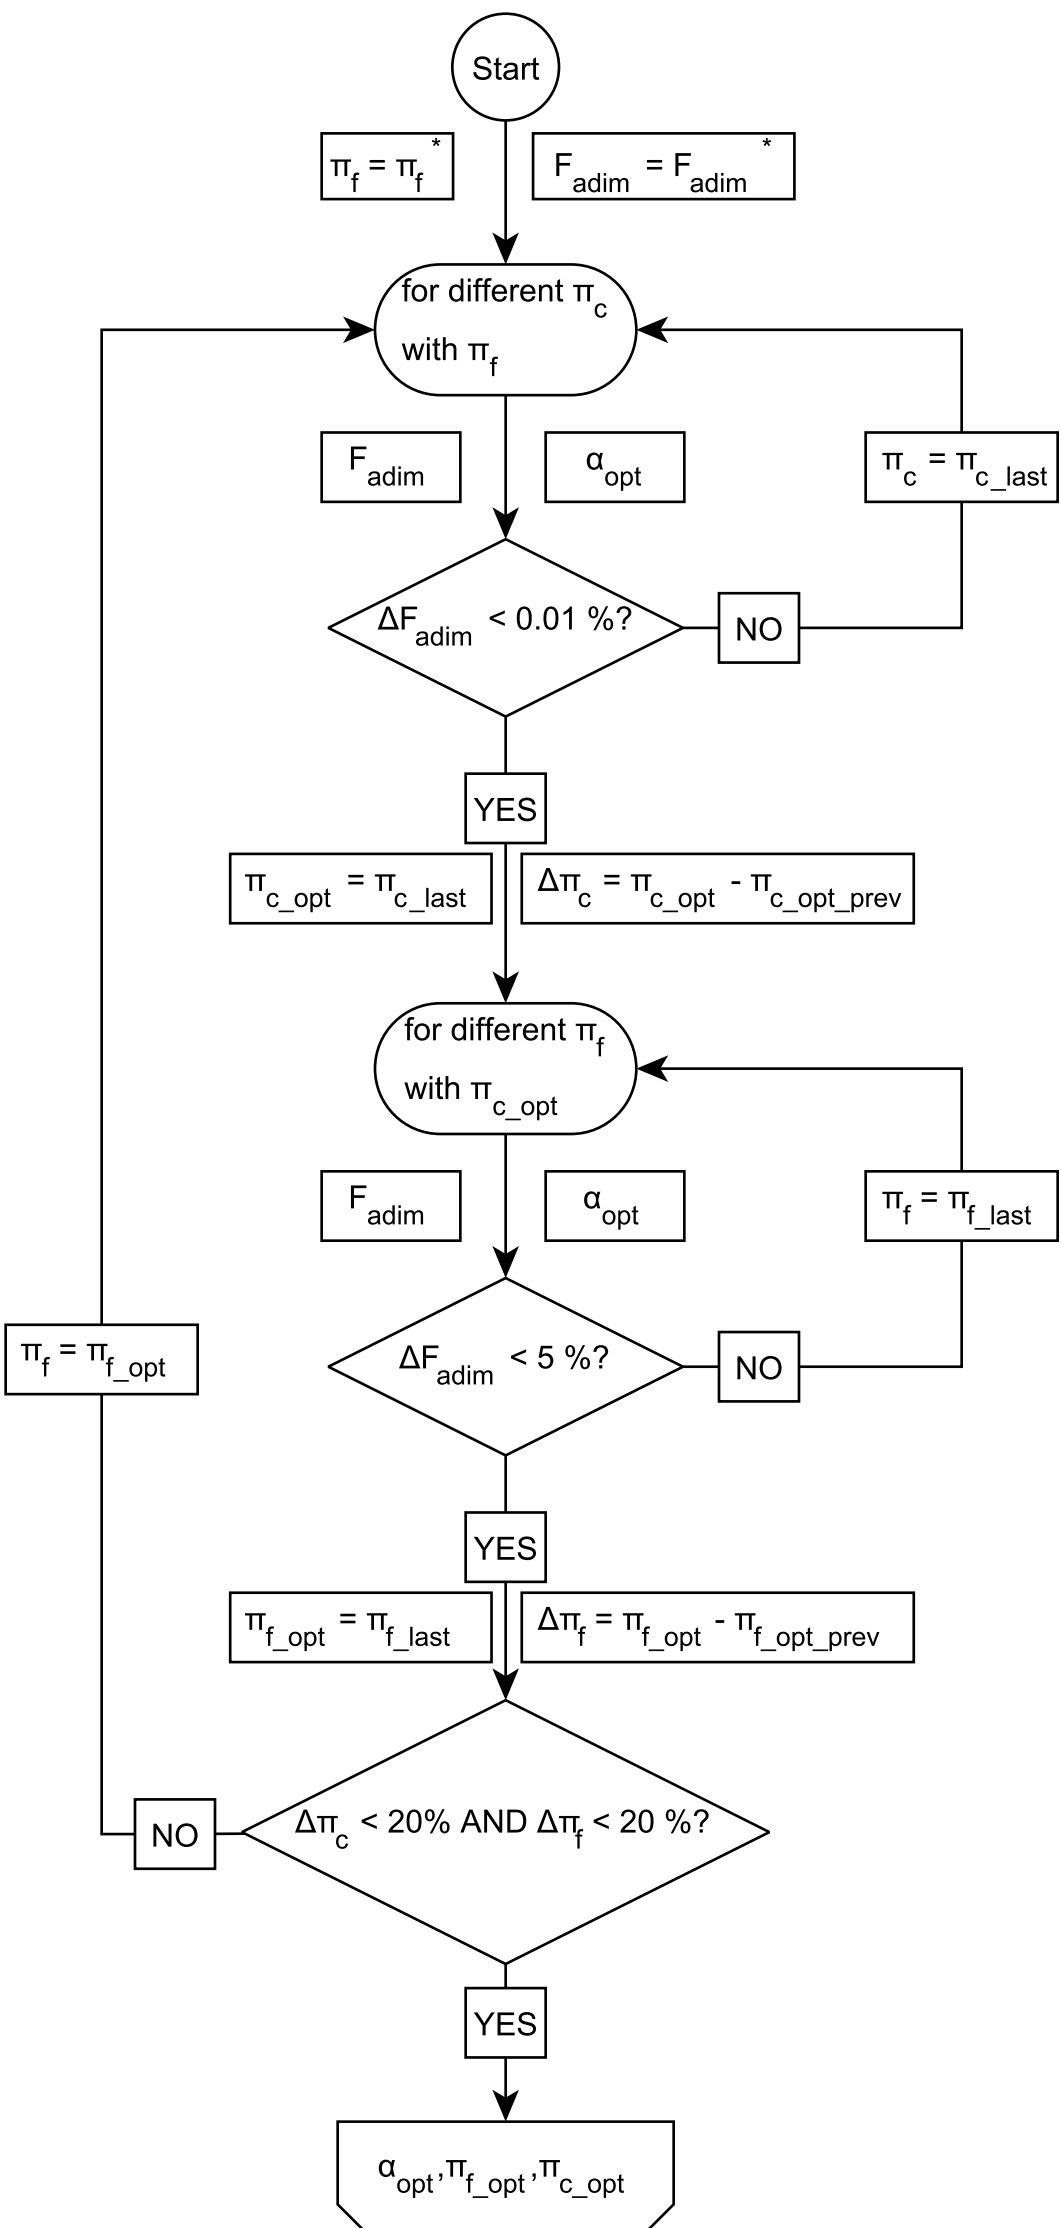 Start
π_f = π_f^*
F_adim = F_adim^*
for different π_c
with π_f
F_adim
α_opt
π_c = π_c_last
ΔF_adim < 0.01 %?
NO
YES
π_c_opt = π_c_last
Δπ_c = π_c_opt - π_c_opt_prev
for different π_f
with π_c_opt
F_adim
α_opt
π_f = π_f_last
ΔF_adim < 5 %?
NO
π_f = π_f_opt
YES
π_f_opt = π_f_last
Δπ_f = π_f_opt - π_f_opt_prev
Δπ_c < 20% AND Δπ_f < 20 %?
NO
YES
α_opt,π_f_opt,π_c_opt